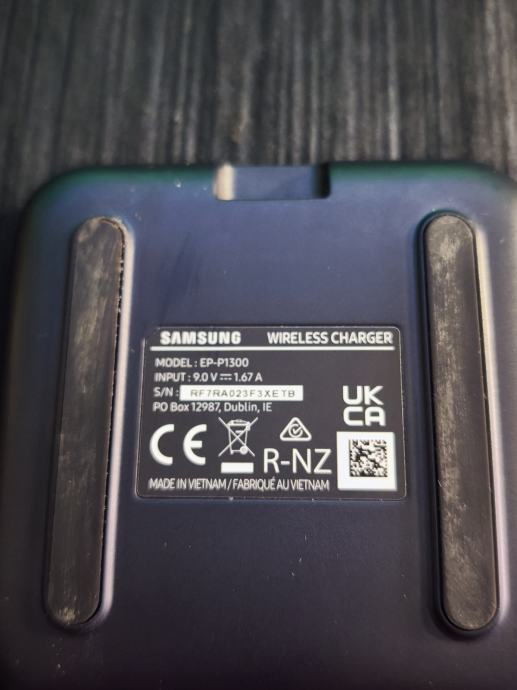 SAMSUNG WIRELESS CHARGER
MODEL : EP-P1300
INPUT : 9.0 V ⎓ 1.67 A
S/N : RF7RA023F3XETB
PO Box 12987, Dublin, IE
UK
CA
CE
R-NZ
MADE IN VIETNAM / FABRIQUÉ AU VIETNAM